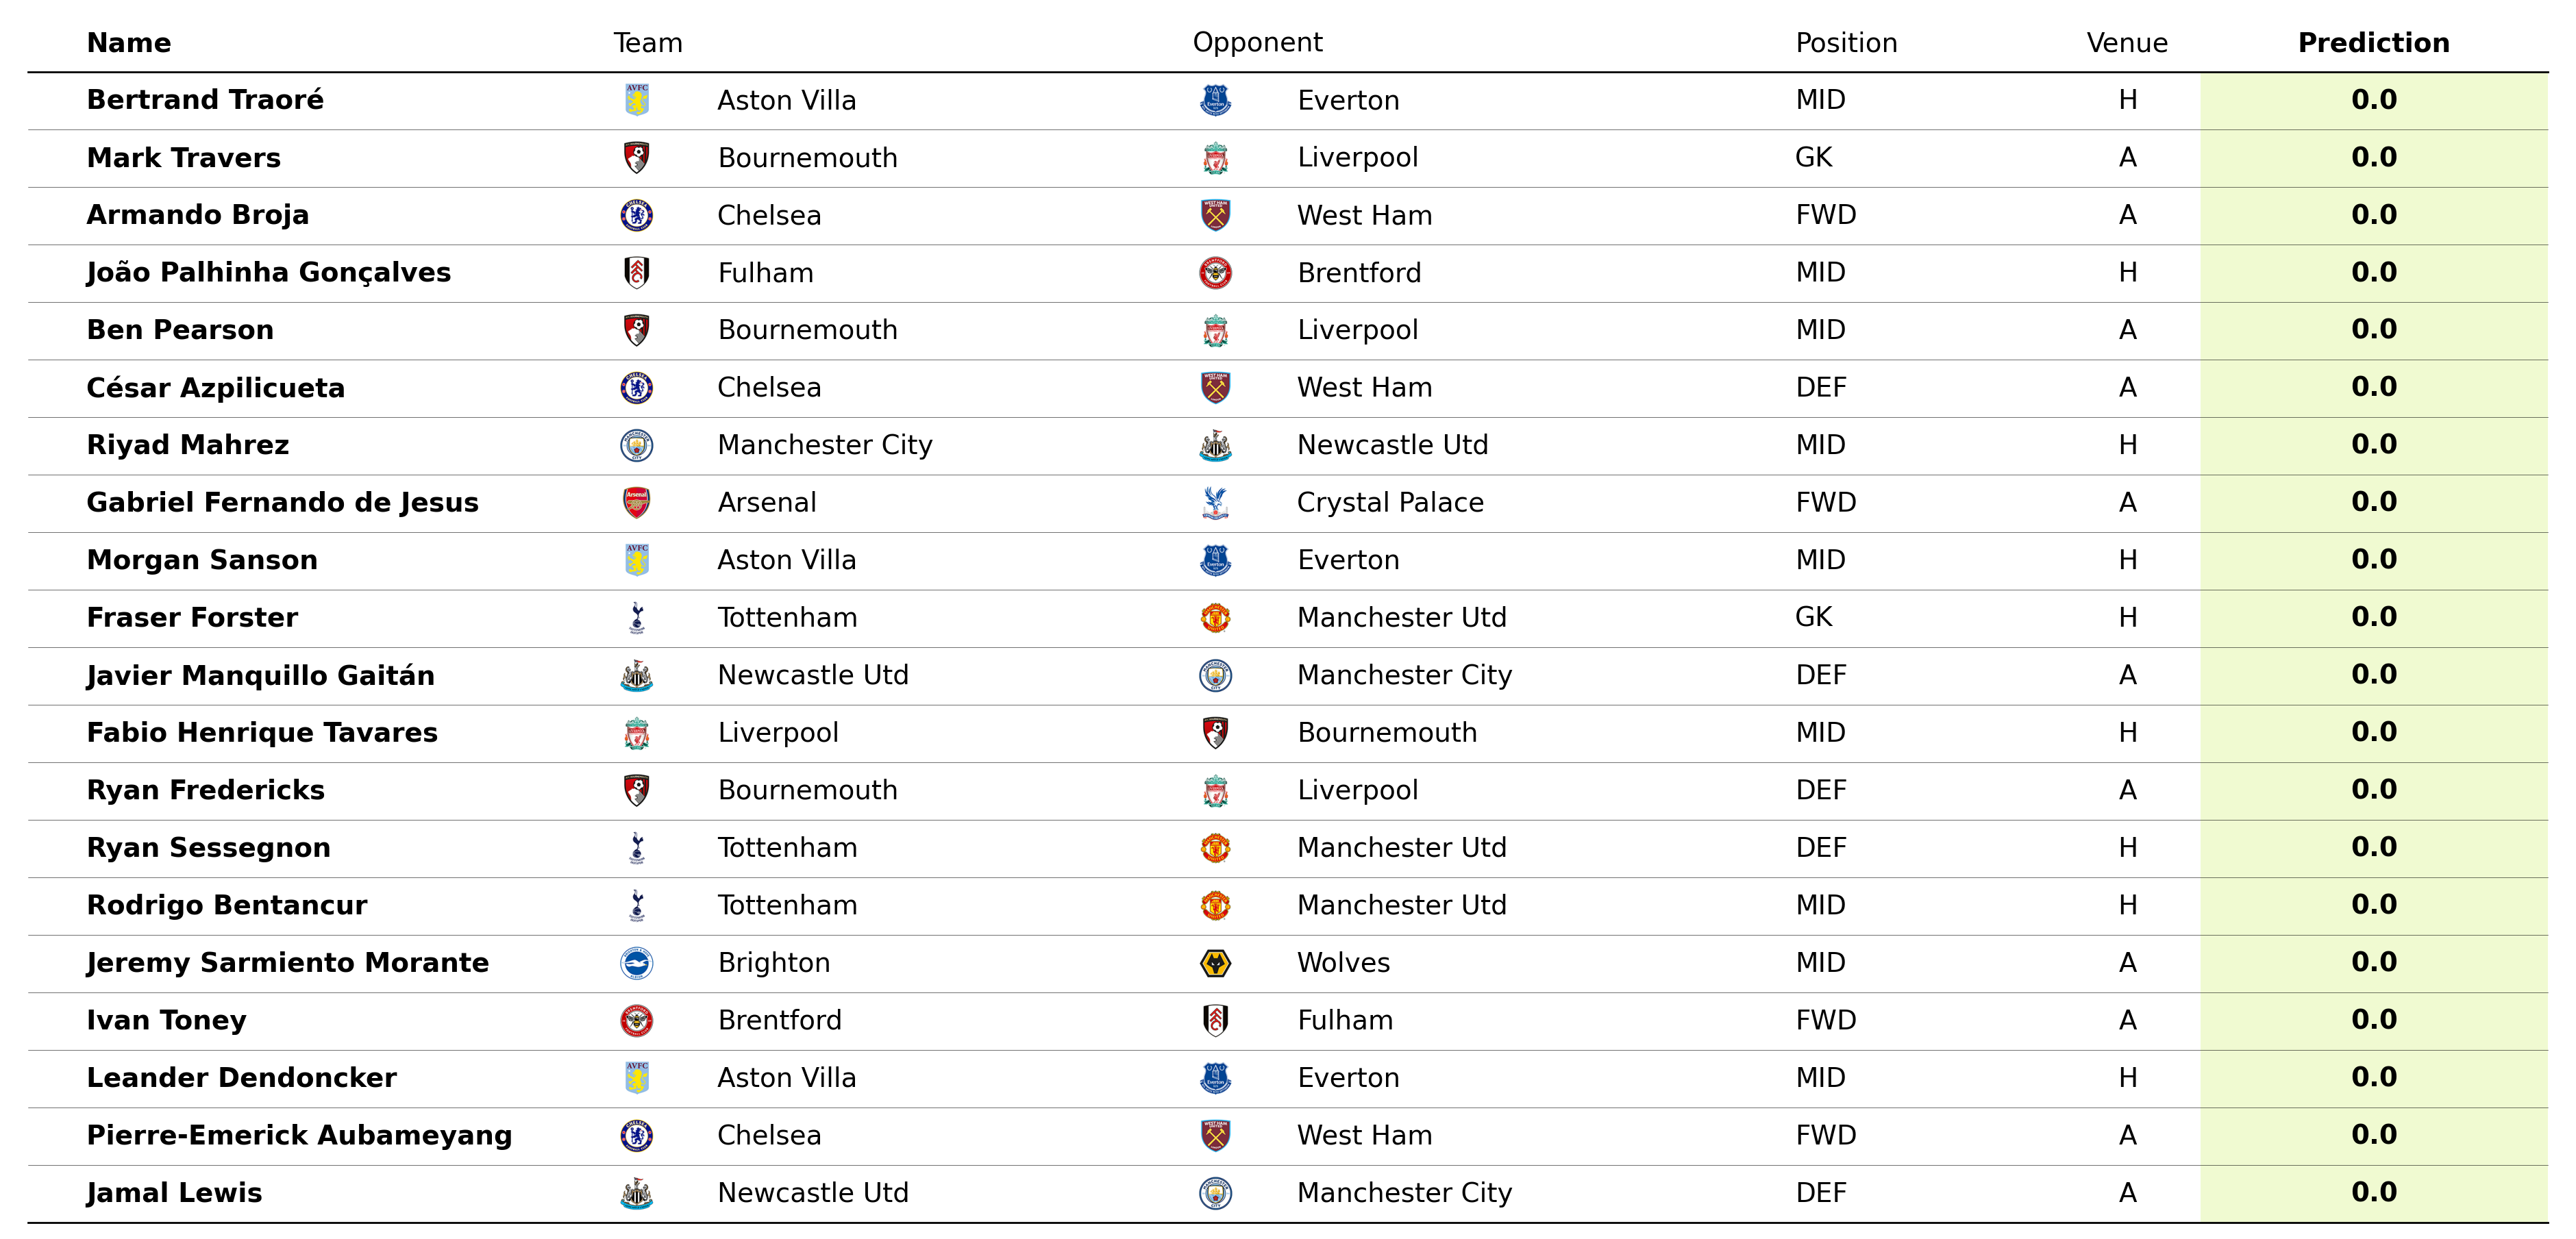 Name Team Opponent Position Venue Prediction
Bertrand Traoré Aston Villa Everton MID H 0.0
Mark Travers Bournemouth Liverpool GK A 0.0
Armando Broja Chelsea West Ham FWD A 0.0
João Palhinha Gonçalves Fulham Brentford MID H 0.0
Ben Pearson Bournemouth Liverpool MID A 0.0
César Azpilicueta Chelsea West Ham DEF A 0.0
Riyad Mahrez Manchester City Newcastle Utd MID H 0.0
Gabriel Fernando de Jesus Arsenal Crystal Palace FWD A 0.0
Morgan Sanson Aston Villa Everton MID H 0.0
Fraser Forster Tottenham Manchester Utd GK H 0.0
Javier Manquillo Gaitán Newcastle Utd Manchester City DEF A 0.0
Fabio Henrique Tavares Liverpool Bournemouth MID H 0.0
Ryan Fredericks Bournemouth Liverpool DEF A 0.0
Ryan Sessegnon Tottenham Manchester Utd DEF H 0.0
Rodrigo Bentancur Tottenham Manchester Utd MID H 0.0
Jeremy Sarmiento Morante Brighton Wolves MID A 0.0
Ivan Toney Brentford Fulham FWD A 0.0
Leander Dendoncker Aston Villa Everton MID H 0.0
Pierre-Emerick Aubameyang Chelsea West Ham FWD A 0.0
Jamal Lewis Newcastle Utd Manchester City DEF A 0.0